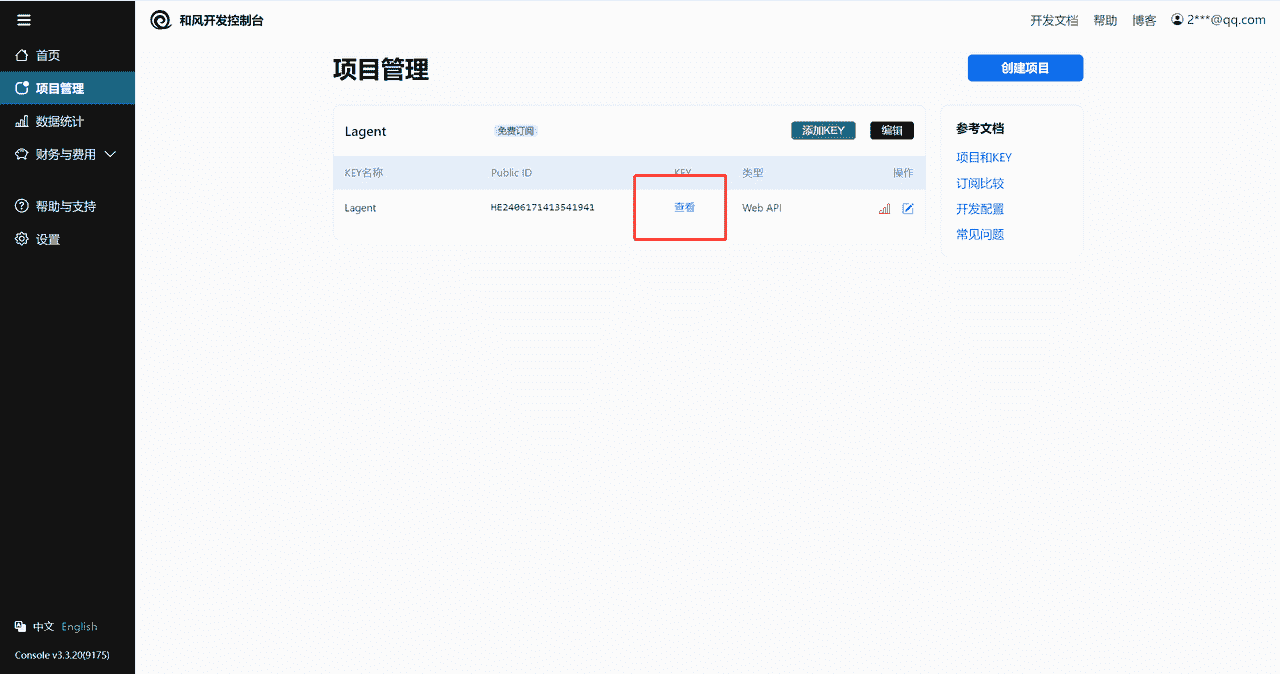 和风开发控制台
开发文档 帮助 博客 2***@qq.com
首页
项目管理
数据统计
财务与费用
帮助与支持
设置
中文 English
Console v3.3.20(9175)
项目管理
创建项目
Lagent 免费订阅 添加KEY 编辑
KEY名称 Public ID KEY 类型 操作
Lagent HE2406171413541941 查看 Web API
参考文档
项目和KEY
订阅比较
开发配置
常见问题